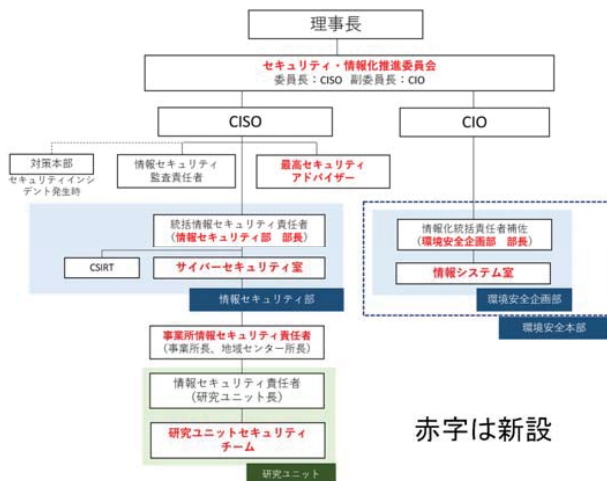 理事長
セキュリティ・情報化推進委員会
委員長：CISO 副委員長：CIO
CISO
CIO
対策本部
セキュリティインシ
デント発生時
情報セキュリティ
監査責任者
最高セキュリティ
アドバイザー
統括情報セキュリティ責任者
（情報セキュリティ部　部長）
CSIRT
サイバーセキュリティ室
情報セキュリティ部
情報化統括責任者補佐
（環境安全企画部　部長）
情報システム室
環境安全企画部
環境安全本部
事業所情報セキュリティ責任者
（事業所長、地域センター所長）
情報セキュリティ責任者
（研究ユニット長）
研究ユニットセキュリティ
チーム
研究ユニット
赤字は新設